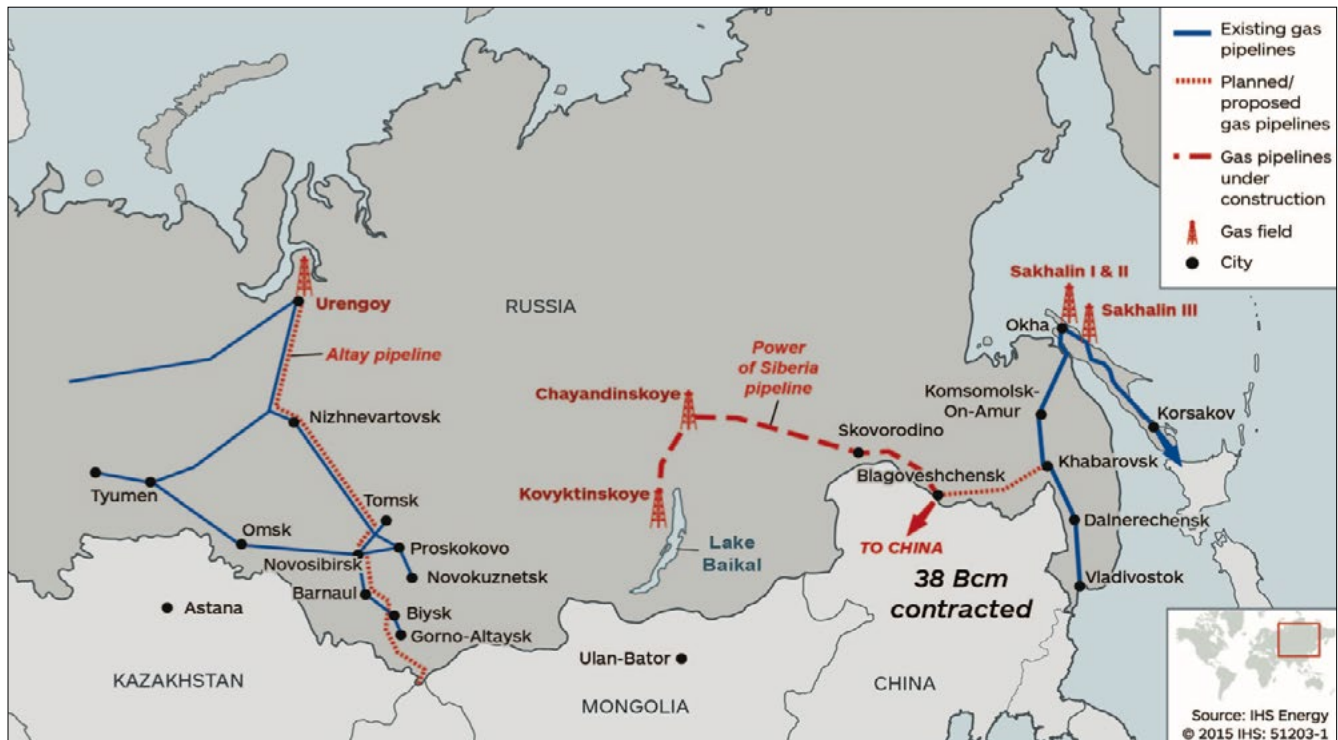 Existing gas
pipelines
Planned/
proposed
gas pipelines
Gas pipelines
under
construction
Gas field
City
Sakhalin I & II
Sakhalin III
Urengoy
RUSSIA
Okha
Altay pipeline
Power
of Siberia
pipeline
Chayandinskoye
Komsomolsk-
On-Amur
Nizhnevartovsk
Korsakov
Skovorodino
Khabarovsk
Blagoveshchensk
Tyumen
Kovyktinskoye
Tomsk
Dalnerechensk
Omsk
Proskokovo
Lake
Baikal
TO CHINA
Novosibirsk
Novokuznetsk
38 Bcm
contracted
Vladivostok
Barnaul
Astana
Biysk
Gorno-Altaysk
Ulan-Bator
KAZAKHSTAN
MONGOLIA
CHINA
Source: IHS Energy
© 2015 IHS: 51203-1